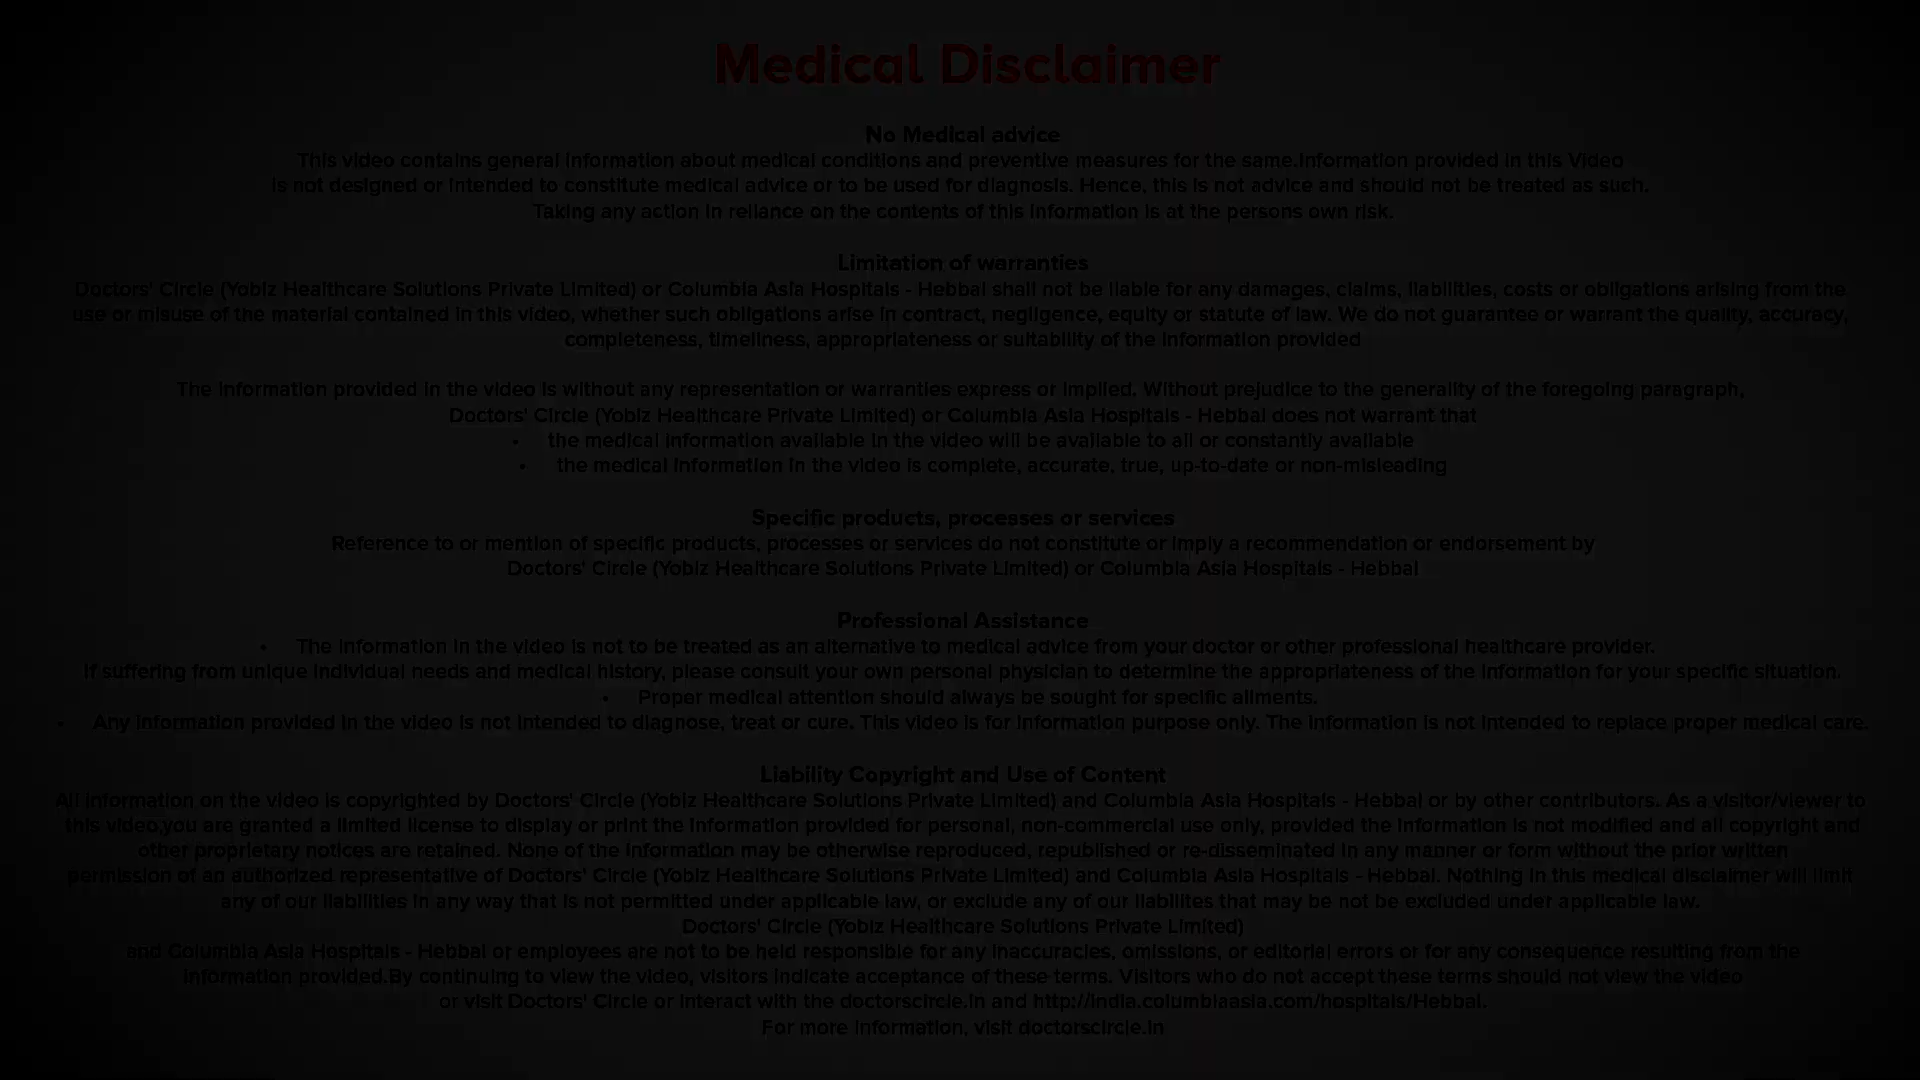 Medical Disclaimer
No Medical advice
This video contains general information about medical conditions and preventive measures for the same.Information provided in this Video
is not designed or intended to constitute medical advice or to be used for diagnosis. Hence, this is not advice and should not be treated as such.
Taking any action in reliance on the contents of this information is at the persons own risk.
Limitation of warranties
Doctors' Circle (Yobiz Healthcare Solutions Private Limited) or Columbia Asia Hospitals - Hebbal shall not be liable for any damages, claims, liabilities, costs or obligations arising from the
use or misuse of the material contained in this video, whether such obligations arise in contract, negligence, equity or statute of law. We do not guarantee or warrant the quality, accuracy,
completeness, timeliness, appropriateness or suitability of the information provided
The information provided in the video is without any representation or warranties express or implied. Without prejudice to the generality of the foregoing paragraph,
Doctors' Circle (Yobiz Healthcare Private Limited) or Columbia Asia Hospitals - Hebbal does not warrant that
• the medical information available in the video will be available to all or constantly available
• the medical information in the video is complete, accurate, true, up-to-date or non-misleading
Specific products, processes or services
Reference to or mention of specific products, processes or services do not constitute or imply a recommendation or endorsement by
Doctors' Circle (Yobiz Healthcare Solutions Private Limited) or Columbia Asia Hospitals - Hebbal
Professional Assistance
• The information in the video is not to be treated as an alternative to medical advice from your doctor or other professional healthcare provider.
If suffering from unique individual needs and medical history, please consult your own personal physician to determine the appropriateness of the information for your specific situation.
• Proper medical attention should always be sought for specific ailments.
• Any information provided in the video is not intended to diagnose, treat or cure. This video is for information purpose only. The information is not intended to replace proper medical care.
Liability Copyright and Use of Content
All information on the video is copyrighted by Doctors' Circle (Yobiz Healthcare Solutions Private Limited) and Columbia Asia Hospitals - Hebbal or by other contributors. As a visitor/viewer to
this video,you are granted a limited license to display or print the information provided for personal, non-commercial use only, provided the information is not modified and all copyright and
other proprietary notices are retained. None of the information may be otherwise reproduced, republished or re-disseminated in any manner or form without the prior written
permission of an authorized representative of Doctors' Circle (Yobiz Healthcare Solutions Private Limited) and Columbia Asia Hospitals - Hebbal. Nothing in this medical disclaimer will limit
any of our liabilities in any way that is not permitted under applicable law, or exclude any of our liabilites that may be not be excluded under applicable law.
Doctors' Circle (Yobiz Healthcare Solutions Private Limited)
and Columbia Asia Hospitals - Hebbal or employees are not to be held responsible for any inaccuracies, omissions, or editorial errors or for any consequence resulting from the
information provided.By continuing to view the video, visitors indicate acceptance of these terms. Visitors who do not accept these terms should not view the video
or visit Doctors' Circle or interact with the doctorscircle.in and http://india.columbiaasia.com/hospitals/Hebbal.
For more information, visit doctorscircle.in